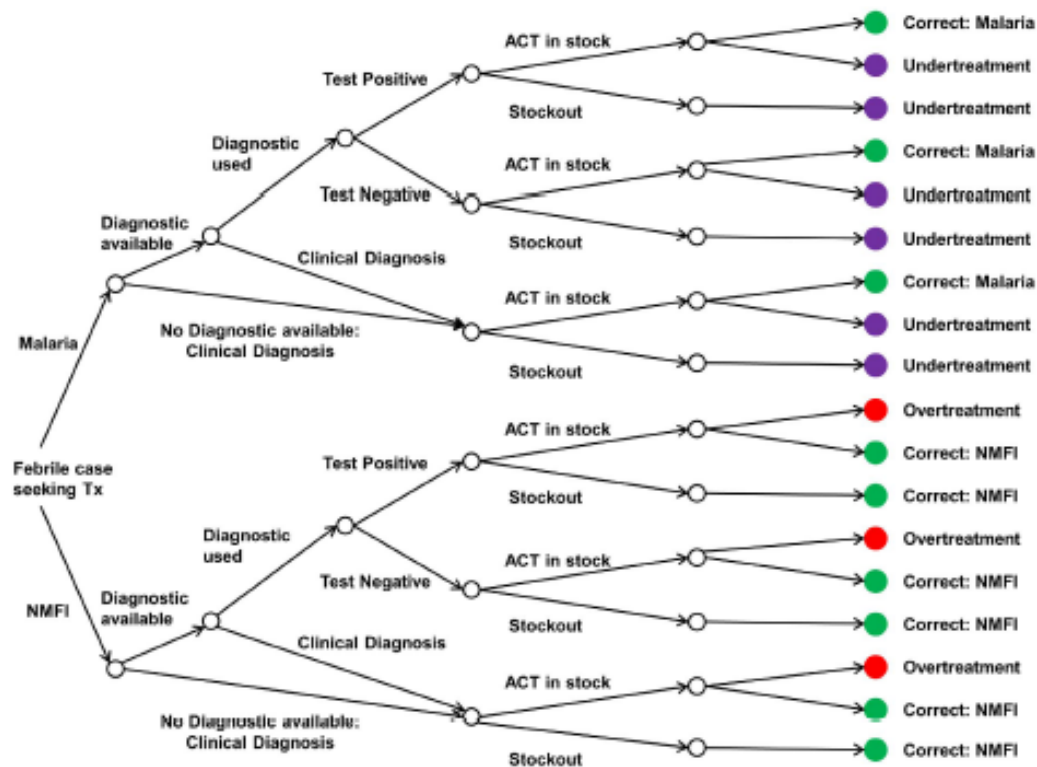 ACT in stock
Correct: Malaria
Undertreatment
Test Positive
Stockout
Undertreatment
Diagnostic
used
ACT in stock
Correct: Malaria
Test Negative
Undertreatment
Diagnostic
available
Stockout
Undertreatment
Clinical Diagnosis
ACT in stock
Correct: Malaria
No Diagnostic available:
Clinical Diagnosis
Undertreatment
Malaria
Stockout
Undertreatment
Febrile case
seeking Tx
ACT in stock
Overtreatment
Test Positive
Correct: NMFI
Stockout
Correct: NMFI
Diagnostic
used
ACT in stock
Overtreatment
Test Negative
Correct: NMFI
NMFI
Diagnostic
available
Stockout
Correct: NMFI
Clinical Diagnosis
ACT in stock
Overtreatment
No Diagnostic available:
Clinical Diagnosis
Correct: NMFI
Stockout
Correct: NMFI